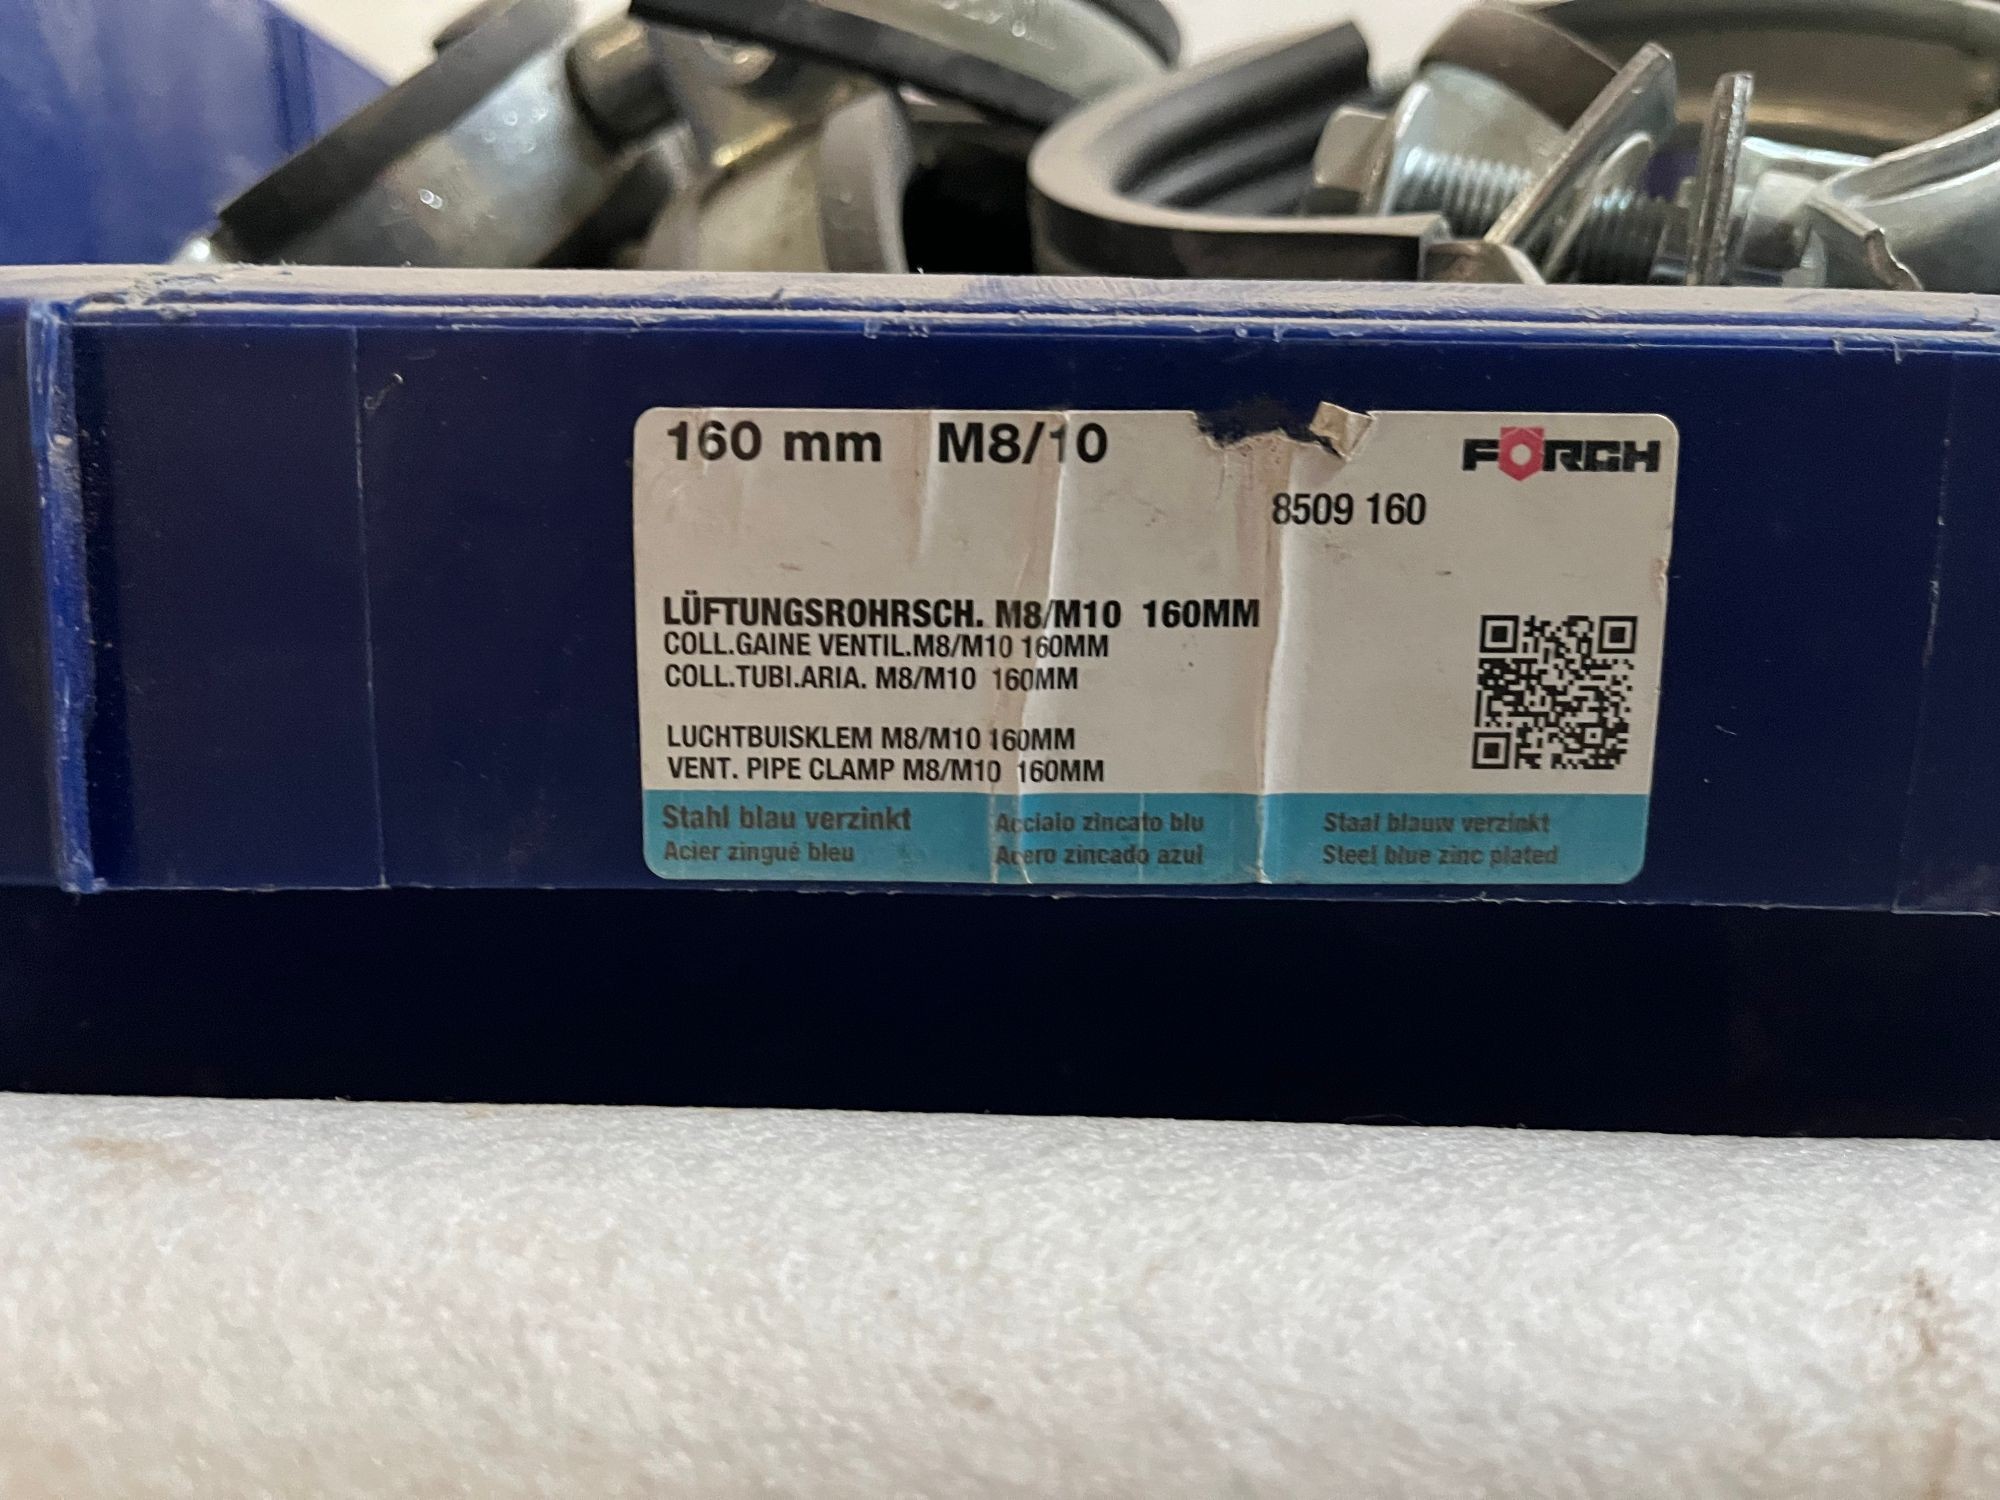 160 mm M8/10
FÖRCH
8509 160
LÜFTUNGSROHRSCH. M8/M10 160MM
COLL.GAINE VENTIL.M8/M10 160MM
COLL.TUBI.ARIA. M8/M10 160MM
LUCHTBUISKLEM M8/M10 160MM
VENT. PIPE CLAMP M8/M10 160MM
Stahl blau verzinkt Acciaio zincato blu Staal blauw verzinkt
Acier zingué bleu Acero zincado azul Steel blue zinc plated